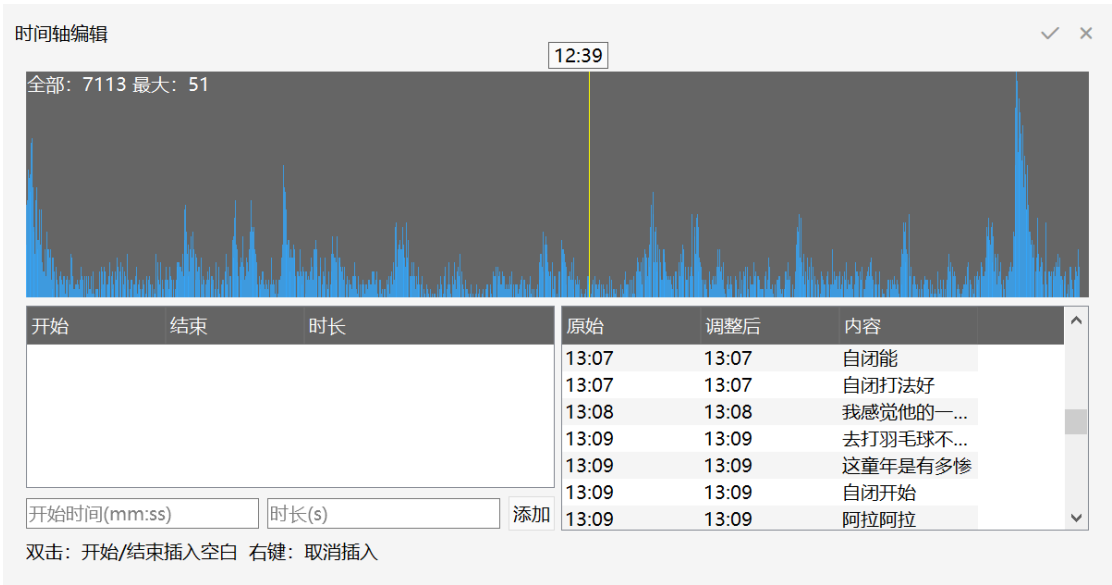 时间轴编辑
12:39
全部：7113 最大：51
开始 结束 时长
原始 调整后 内容
13:07 13:07 自闭能
13:07 13:07 自闭打法好
13:08 13:08 我感觉他的一...
13:09 13:09 去打羽毛球不...
13:09 13:09 这童年是有多惨
13:09 13:09 自闭开始
13:09 13:09 阿拉阿拉
开始时间(mm:ss) 时长(s) 添加
双击：开始/结束插入空白 右键：取消插入